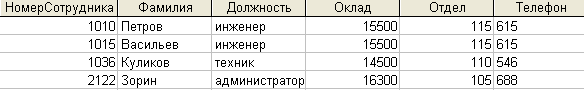 НомерСотрудника Фамилия Должность Оклад Отдел Телефон
1010 Петров инженер 15500 115 615
1015 Васильев инженер 15500 115 615
1036 Куликов техник 14500 110 546
2122 Зорин администратор 16300 105 688